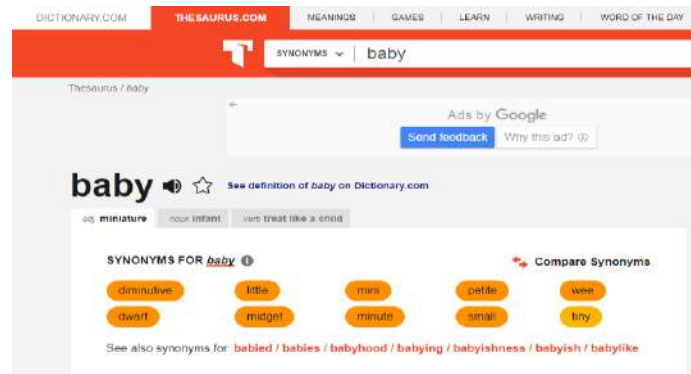 DICTIONARY.COM THESAURUS.COM MEANINGS GAMES LEARN WRITING WORD OF THE DAY
SYNONYMS baby
Thesaurus / baby
Ads by Google
Send feedback Why this ad?
baby See definition of baby on Dictionary.com
adj miniature noun infant verb treat like a child
SYNONYMS FOR baby Compare Synonyms
diminutive little mini petite wee
dwarf midget minute small tiny
See also synonyms for babied / babies / babyhood / babying / babyishness / babyish / babylike